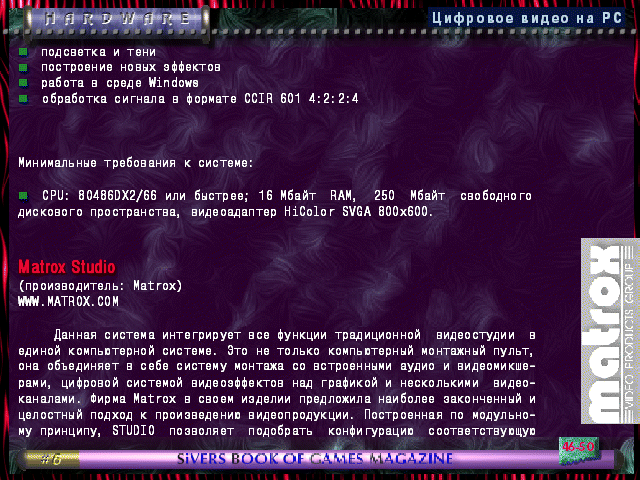 HARDWARE
Цифровое видео на PC
подсветка и тени
построение новых эффектов
работа в среде Windows
обработка сигнала в формате CCIR 601 4:2:2:4
Минимальные требования к системе:
CPU: 80486DX2/66 или быстрее; 16 Мбайт RAM, 250 Мбайт свободного
дискового пространства, видеоадаптер HiColor SVGA 800x600.
Matrox Studio
(производитель: Matrox)
WWW.MATROX.COM
Данная система интегрирует все функции традиционной видеостудии в
единой компьютерной системе. Это не только компьютерный монтажный пульт,
она объединяет в себе систему монтажа со встроенными аудио и видеомикше-
рами, цифровой системой видеоэффектов над графикой и несколькими видео-
каналами. Фирма Matrox в своем изделии предложила наиболее законченный и
целостный подход к произведению видеопродукции. Построенная по модульно-
му принципу, STUDIO позволяет подобрать конфигурацию соответствующую
matrox
VIDEO PRODUCTS GROUP
#6
SiVERS BOOK OF GAMES MAGAZINE
46-50